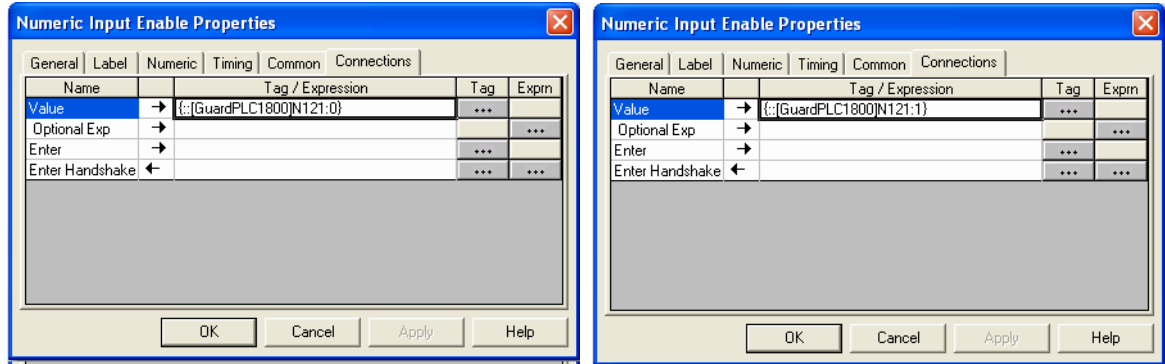 Numeric Input Enable Properties
General Label Numeric Timing Common Connections
Name Tag / Expression Tag Exprn
Value → {::[GuardPLC1800]N121:0} ...
Optional Exp → ...
Enter → ...
Enter Handshake ← ... ...
OK Cancel Apply Help
Numeric Input Enable Properties
General Label Numeric Timing Common Connections
Name Tag / Expression Tag Exprn
Value → {::[GuardPLC1800]N121:1} ...
Optional Exp → ...
Enter → ...
Enter Handshake ← ... ...
OK Cancel Apply Help